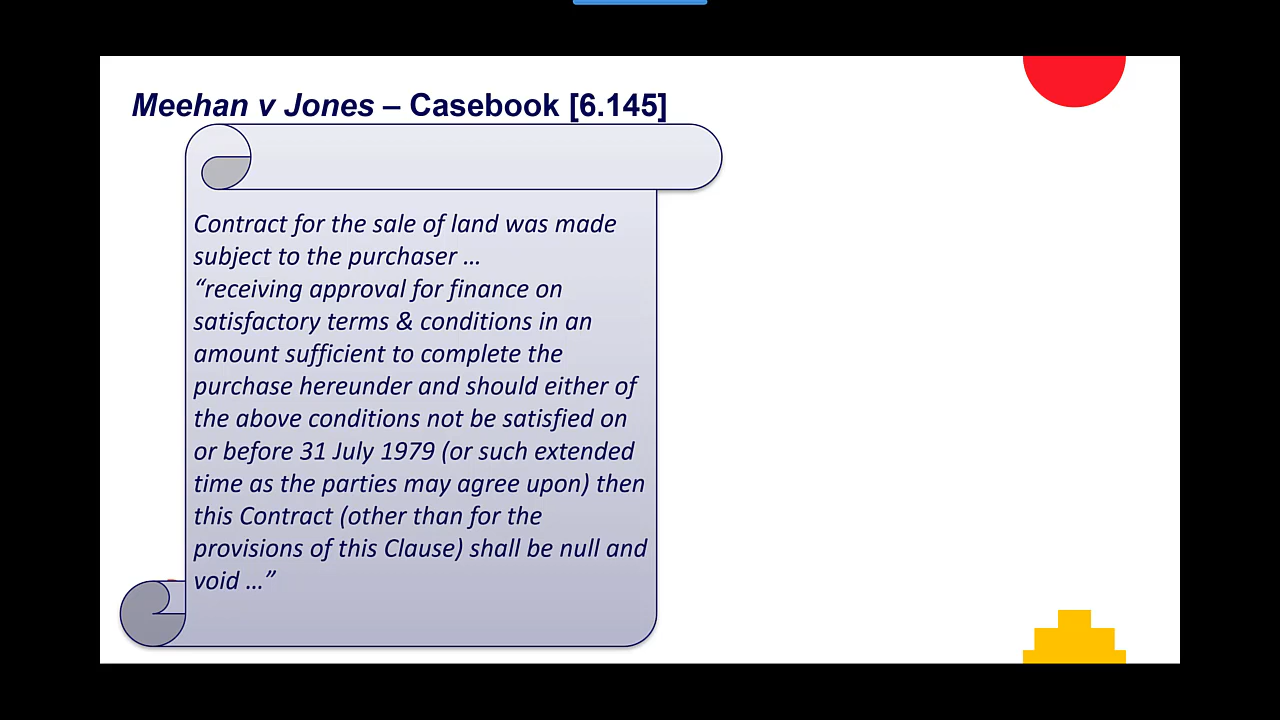 Meehan v Jones – Casebook [6.145]
Contract for the sale of land was made
subject to the purchaser …
“receiving approval for finance on
satisfactory terms & conditions in an
amount sufficient to complete the
purchase hereunder and should either of
the above conditions not be satisfied on
or before 31 July 1979 (or such extended
time as the parties may agree upon) then
this Contract (other than for the
provisions of this Clause) shall be null and
void …”